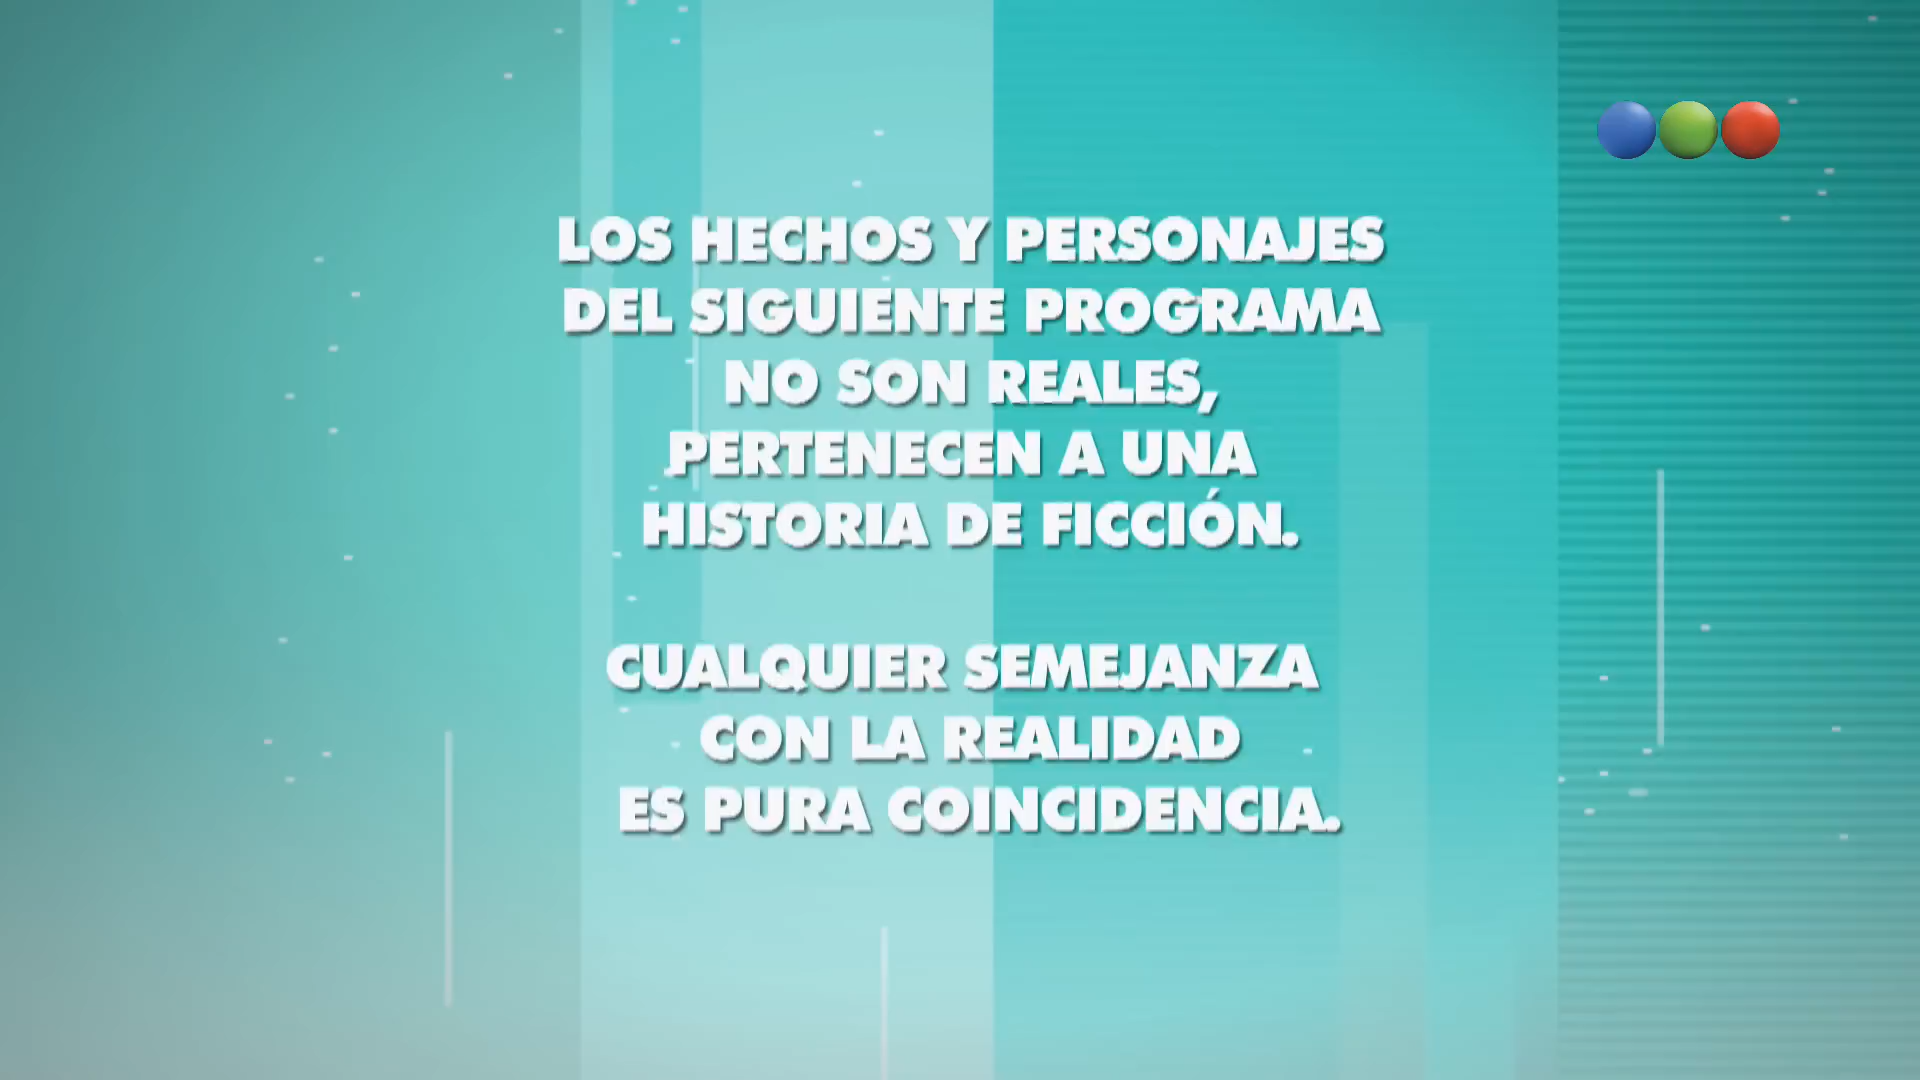 LOS HECHOS Y PERSONAJES
DEL SIGUIENTE PROGRAMA
NO SON REALES,
PERTENECEN A UNA
HISTORIA DE FICCIÓN.
CUALQUIER SEMEJANZA
CON LA REALIDAD
ES PURA COINCIDENCIA.